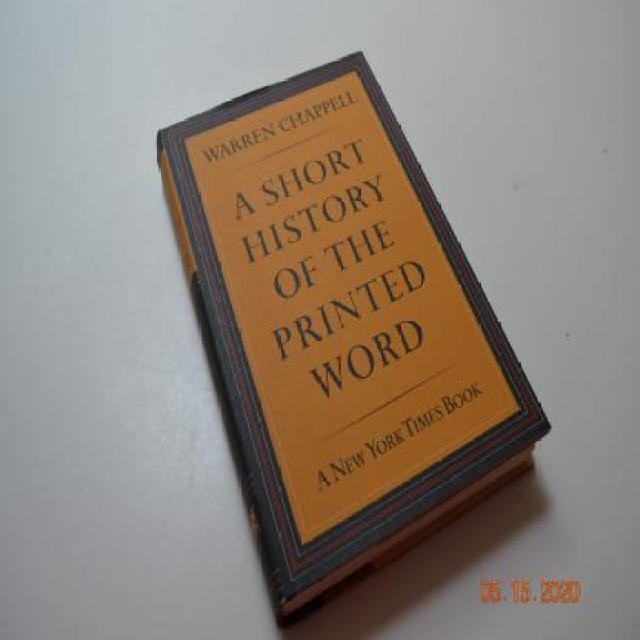 WARREN CHAPPELL
A SHORT
HISTORY
OF THE
PRINTED
WORD
A NEW YORK TIMES BOOK
05.15.2020